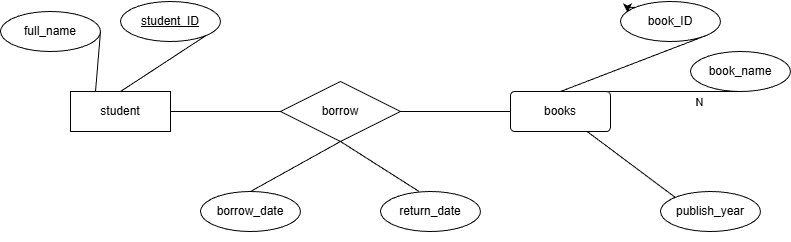 full_name
student_ID
book_ID
book_name
N
student
borrow
books
borrow_date
return_date
publish_year